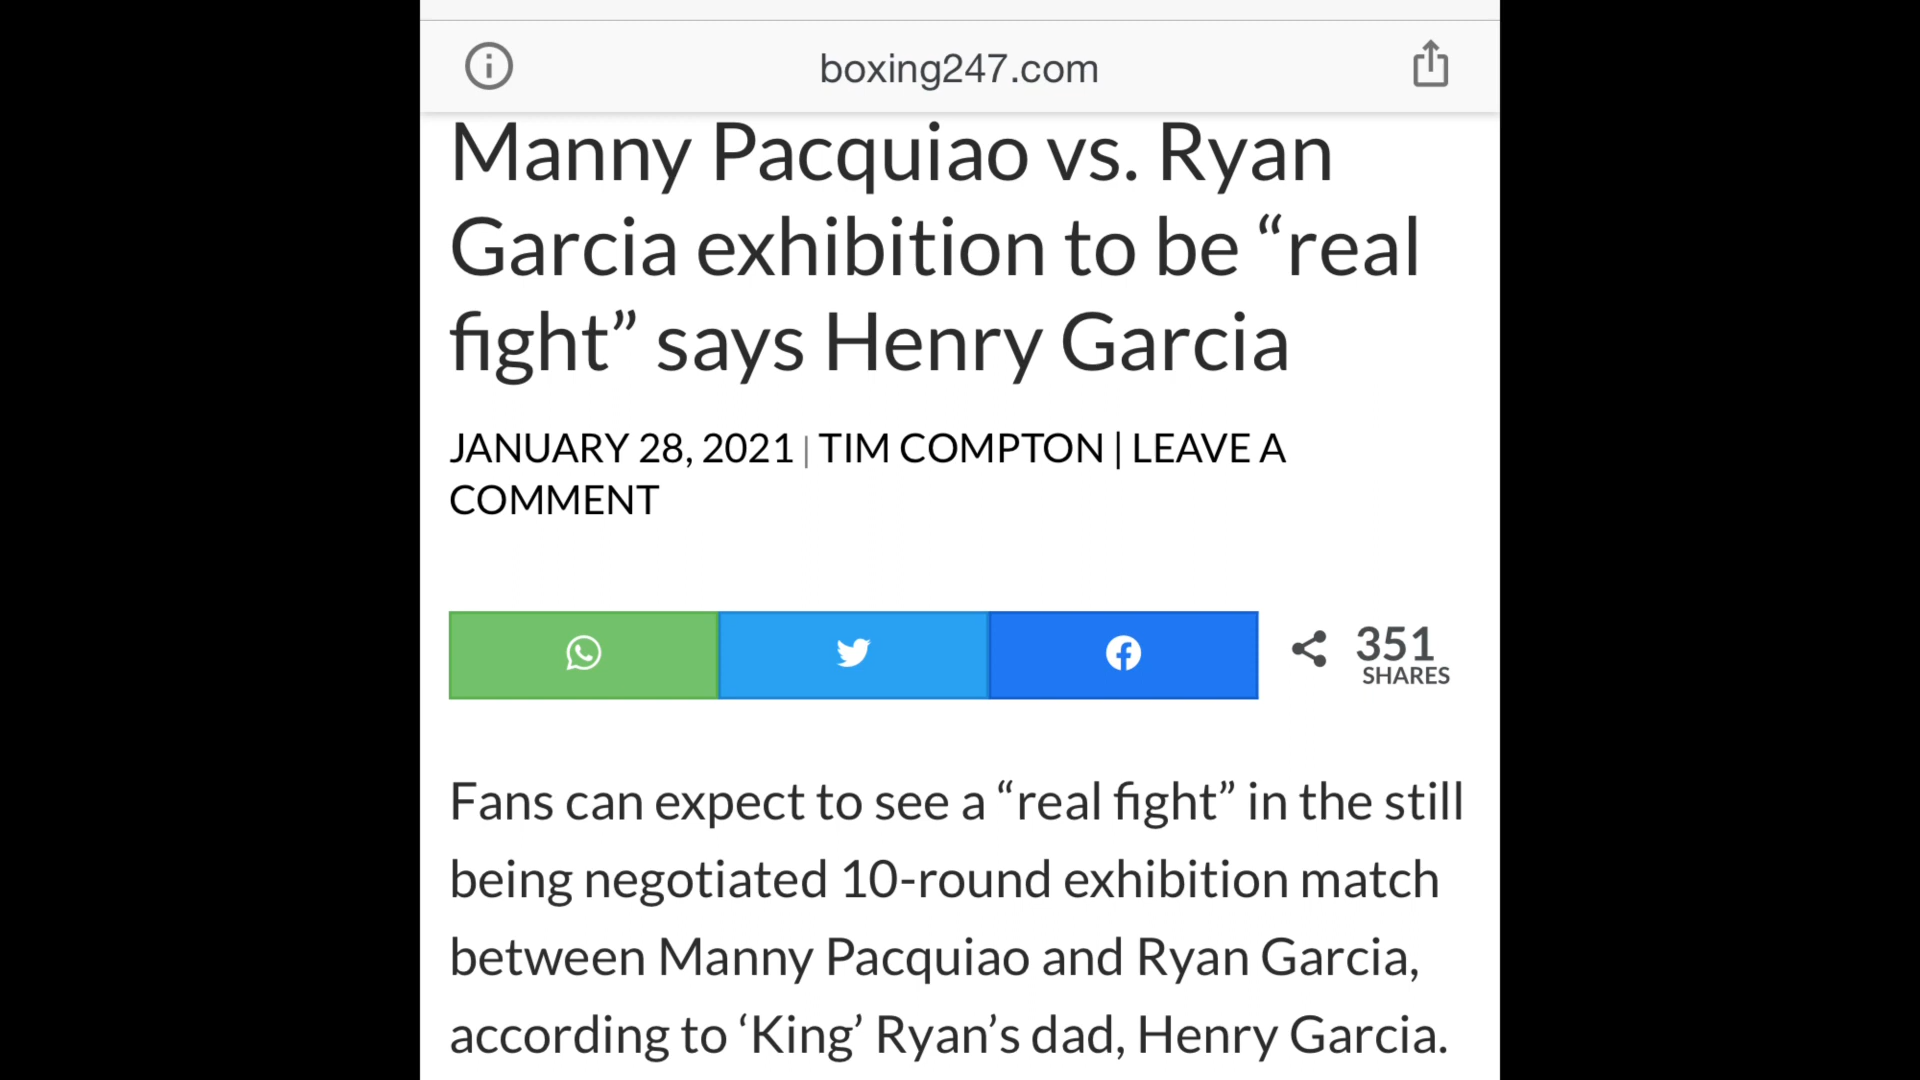 boxing247.com
Manny Pacquiao vs. Ryan
Garcia exhibition to be “real
fight” says Henry Garcia
JANUARY 28, 2021 | TIM COMPTON | LEAVE A
COMMENT
351
SHARES
Fans can expect to see a “real fight” in the still
being negotiated 10-round exhibition match
between Manny Pacquiao and Ryan Garcia,
according to ‘King’ Ryan’s dad, Henry Garcia.